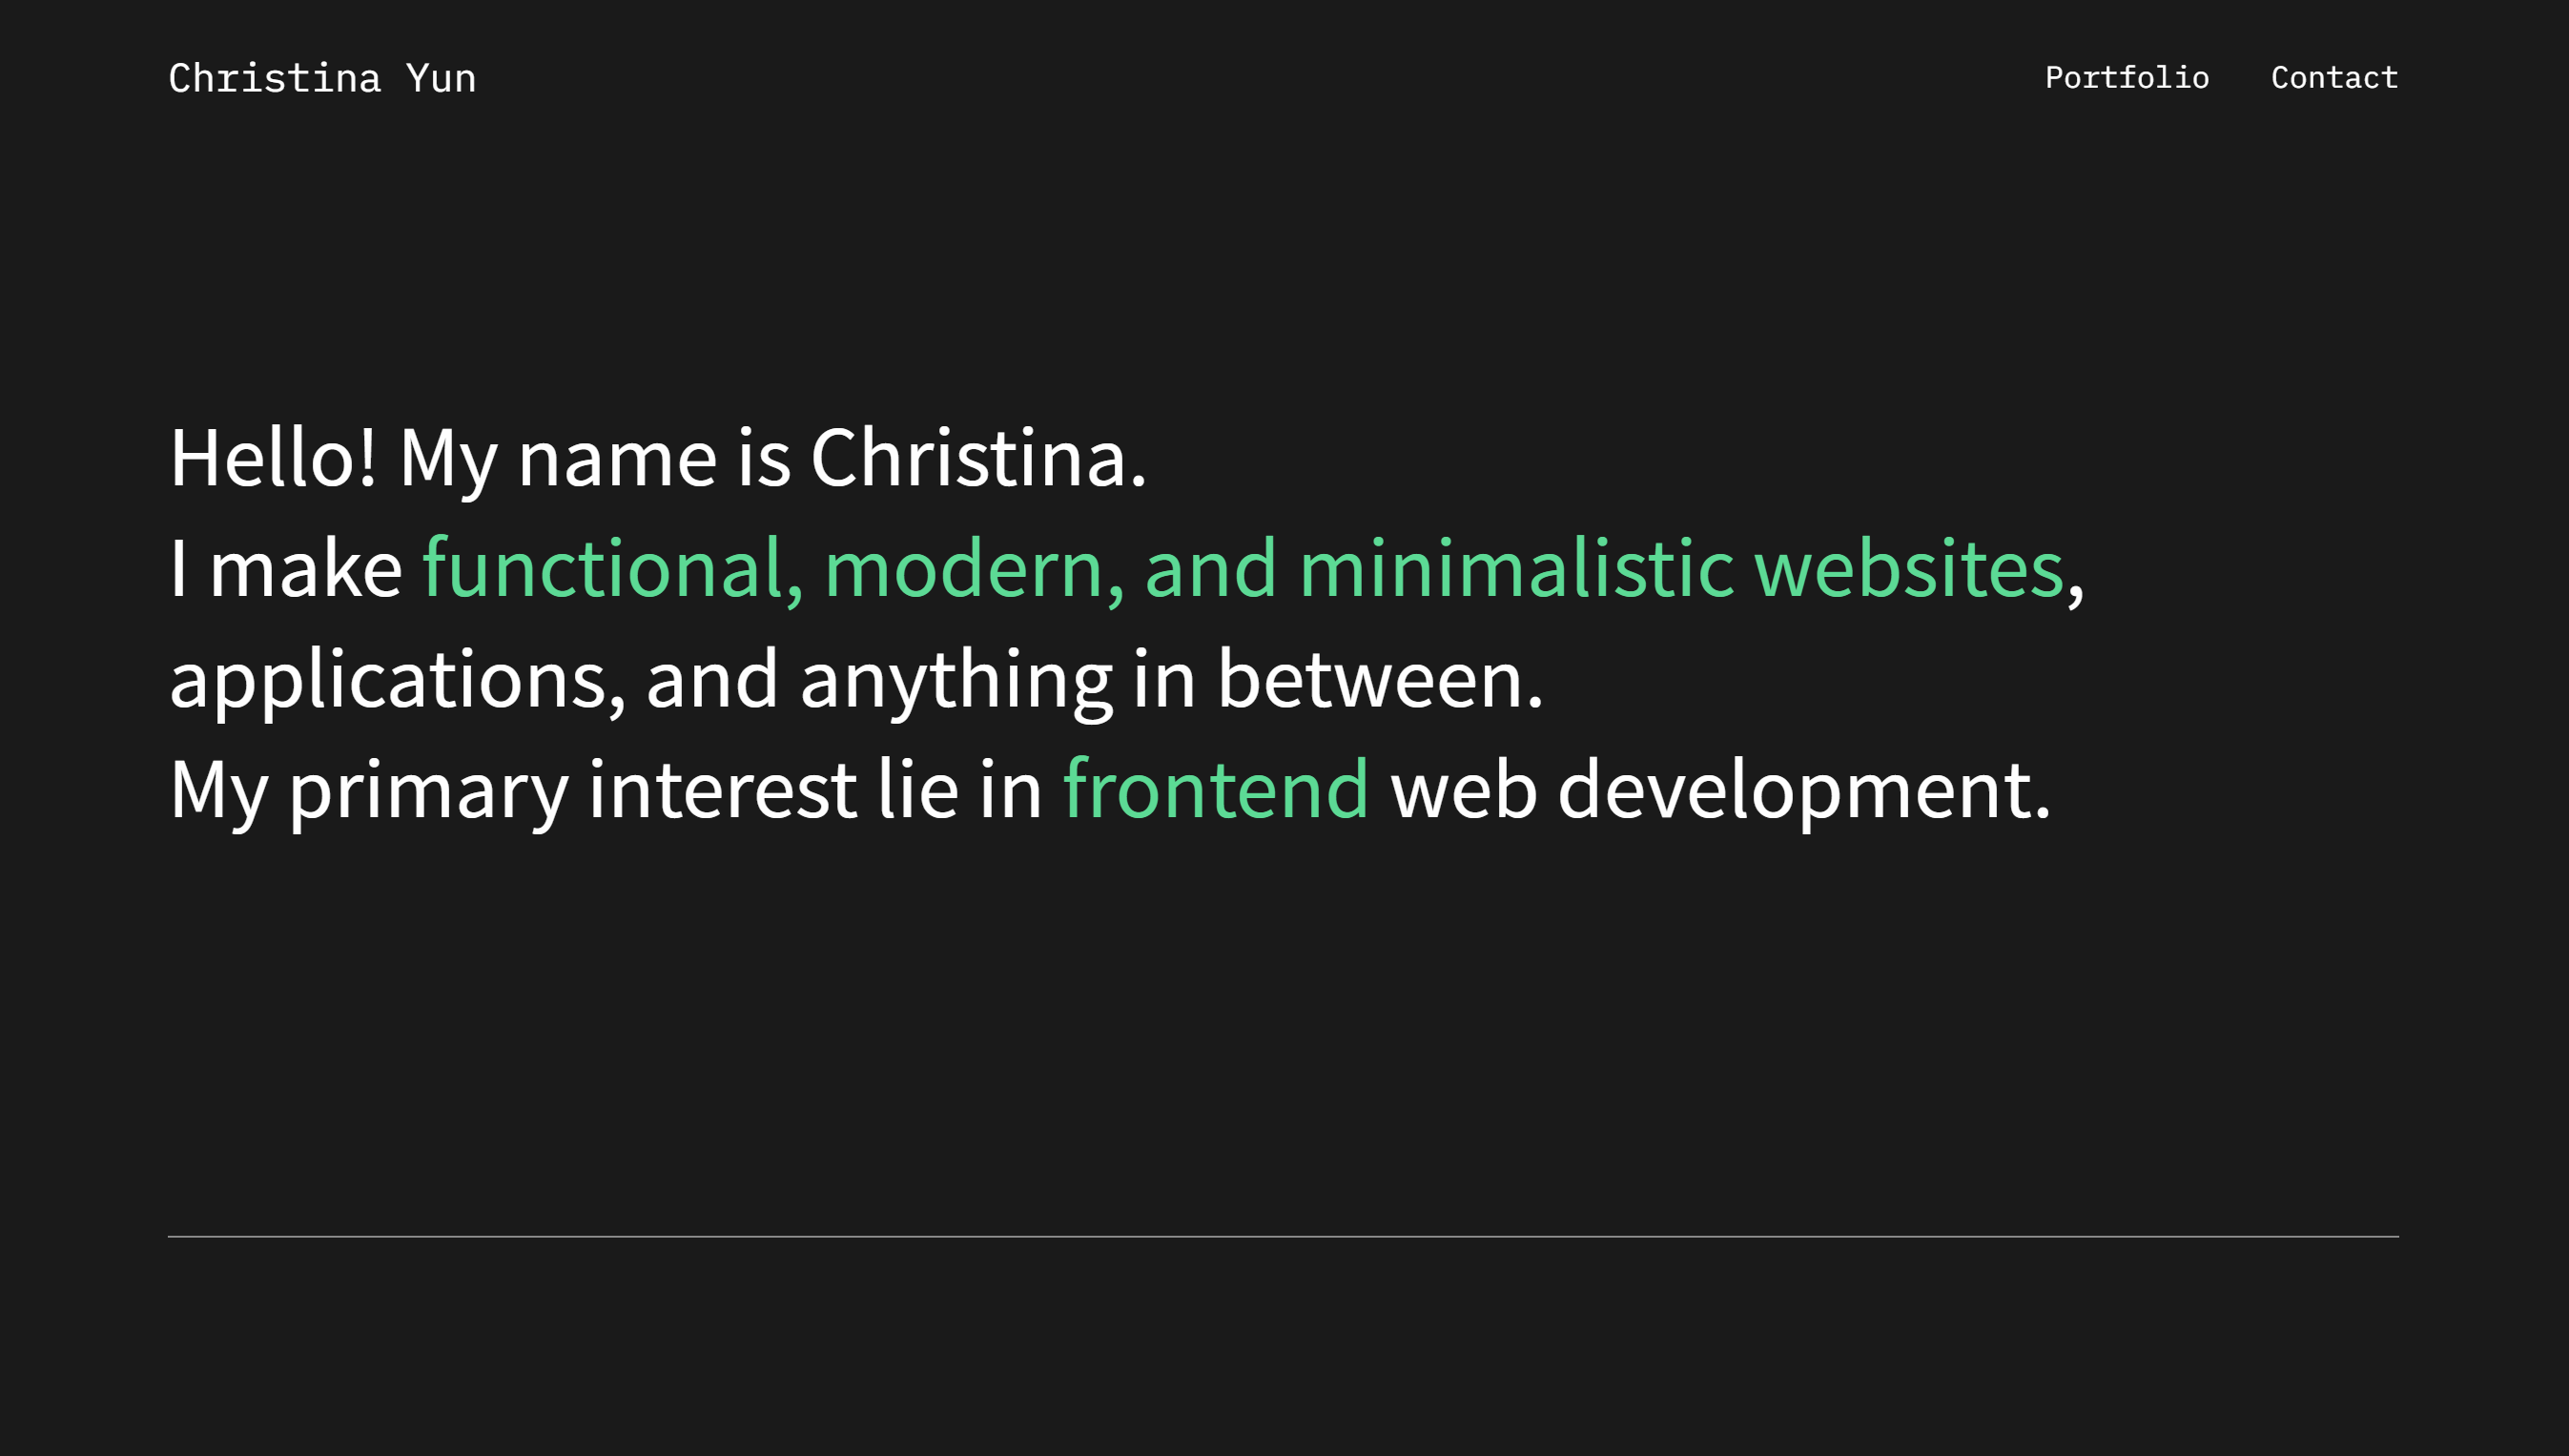 Christina Yun
Portfolio
Contact
Hello! My name is Christina.
I make functional, modern, and minimalistic websites,
applications, and anything in between.
My primary interest lie in frontend web development.